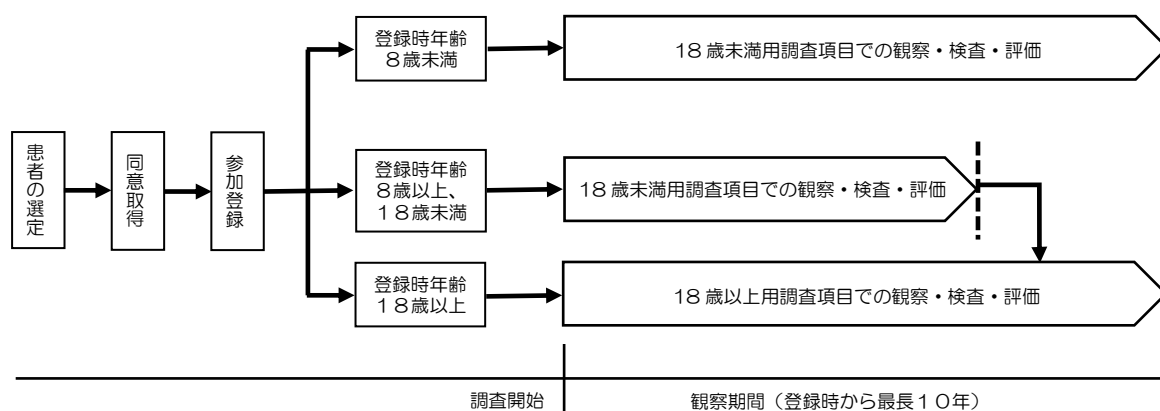 患者の選定
同意取得
参加登録
登録時年齢
8歳未満
18歳未満用調査項目での観察・検査・評価
登録時年齢
8歳以上、
18歳未満
18歳未満用調査項目での観察・検査・評価
登録時年齢
18歳以上
18歳以上用調査項目での観察・検査・評価
調査開始
観察期間（登録時から最長10年）